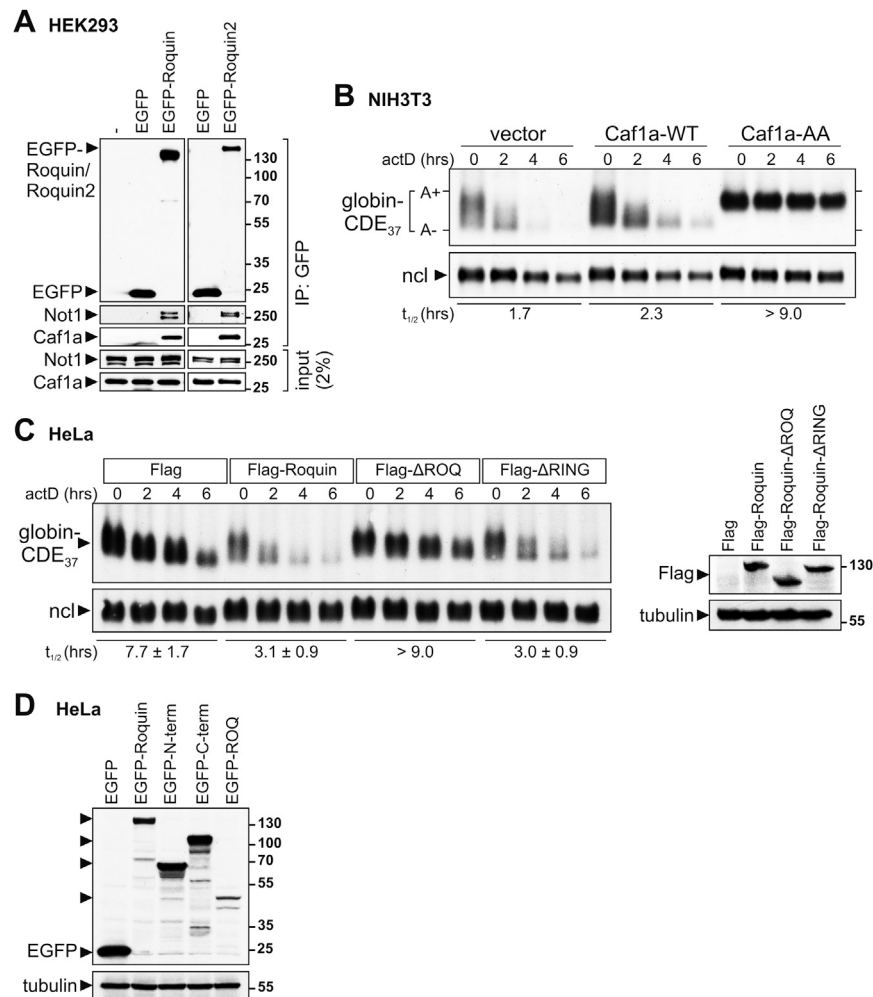 A HEK293
-
EGFP
EGFP-Roquin
EGFP
EGFP-Roquin2
EGFP-
Roquin/
Roquin2
EGFP
Not1
Caf1a
Not1
Caf1a
130
100
70
55
35
25
250
25
250
25
IP: GFP
input
(2%)
B NIH3T3
vector Caf1a-WT Caf1a-AA
actD (hrs) 0 2 4 6 0 2 4 6 0 2 4 6
globin-
CDE37
A+
A-
ncl
t1/2 (hrs) 1.7 2.3 > 9.0
C HeLa
Flag Flag-Roquin Flag-ΔROQ Flag-ΔRING
actD (hrs) 0 2 4 6 0 2 4 6 0 2 4 6 0 2 4 6
globin-
CDE37
ncl
t1/2 (hrs) 7.7 ± 1.7 3.1 ± 0.9 > 9.0 3.0 ± 0.9
Flag
Flag-Roquin
Flag-Roquin-ΔROQ
Flag-Roquin-ΔRING
Flag
130
tubulin
55
D HeLa
EGFP
EGFP-Roquin
EGFP-N-term
EGFP-C-term
EGFP-ROQ
130
100
70
55
35
25
EGFP
tubulin
55